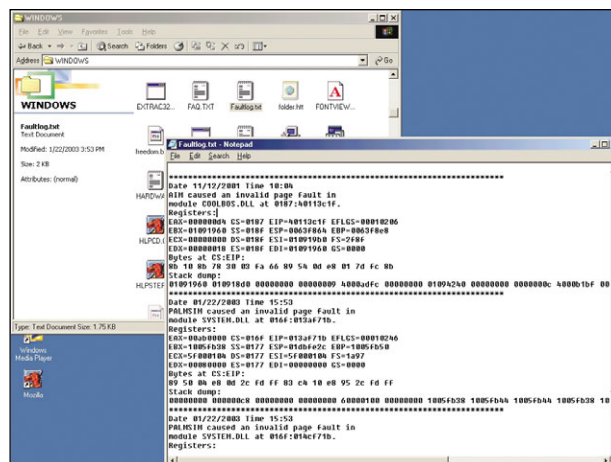 WINDOWS
File Edit View Favorites Tools Help
Back Search Folders
Address WINDOWS Go
WINDOWS
Faultlog.txt
Text Document
Modified: 1/22/2003 3:53 PM
Size: 2 KB
Attributes: (normal)
EXTRAC32... FAQ.TXT Faultlog.txt folder.htt FONTVIEW...
freedom.b
HARDWA
HLPCD.(
HLPSTEF
Type: Text Document Size: 1.75 KB
Windows
Media Player
Mozilla
Faultlog.txt - Notepad
File Edit Search Help
**********************************************************************
Date 11/12/2001 Time 10:04
AIM caused an invalid page fault in
module COOLBOS.DLL at 0187:40113c1f.
Registers:
EAX=000000d4 CS=0187 EIP=40113c1f EFLGS=00010206
EBX=01091960 SS=018f ESP=0063f864 EBP=0063f8e8
ECX=00000000 DS=018f ESI=010919b0 FS=2f8f
EDX=00000018 ES=018f EDI=01091960 GS=0000
Bytes at CS:EIP:
8b 10 8b 78 30 03 fa 66 89 54 0d e8 01 7d fc 8b
Stack dump:
01091960 010918d0 00000000 00000009 4000adfc 00000000 01094240 00000000 0000000c 4000b1bf 00
**********************************************************************
Date 01/22/2003 Time 15:53
PALMSIM caused an invalid page fault in
module SYSTEM.DLL at 016f:013af71b.
Registers:
EAX=00ab0000 CS=016f EIP=013af71b EFLGS=00010246
EBX=1005fb38 SS=0177 ESP=01dbfe2c EBP=1005fb50
ECX=5f000104 DS=0177 ESI=5f000104 FS=1a97
EDX=00080000 ES=0177 EDI=00000000 GS=0000
Bytes at CS:EIP:
89 50 04 e8 0d 2c fd ff 83 c4 10 e8 95 2c fd ff
Stack dump:
00000000 000000c8 00000000 00000000 60000100 00000000 1005fb38 1005fb44 1005fb44 1005fb38 10
**********************************************************************
Date 01/22/2003 Time 15:53
PALMSIM caused an invalid page fault in
module SYSTEM.DLL at 016f:014cf71b.
Registers: